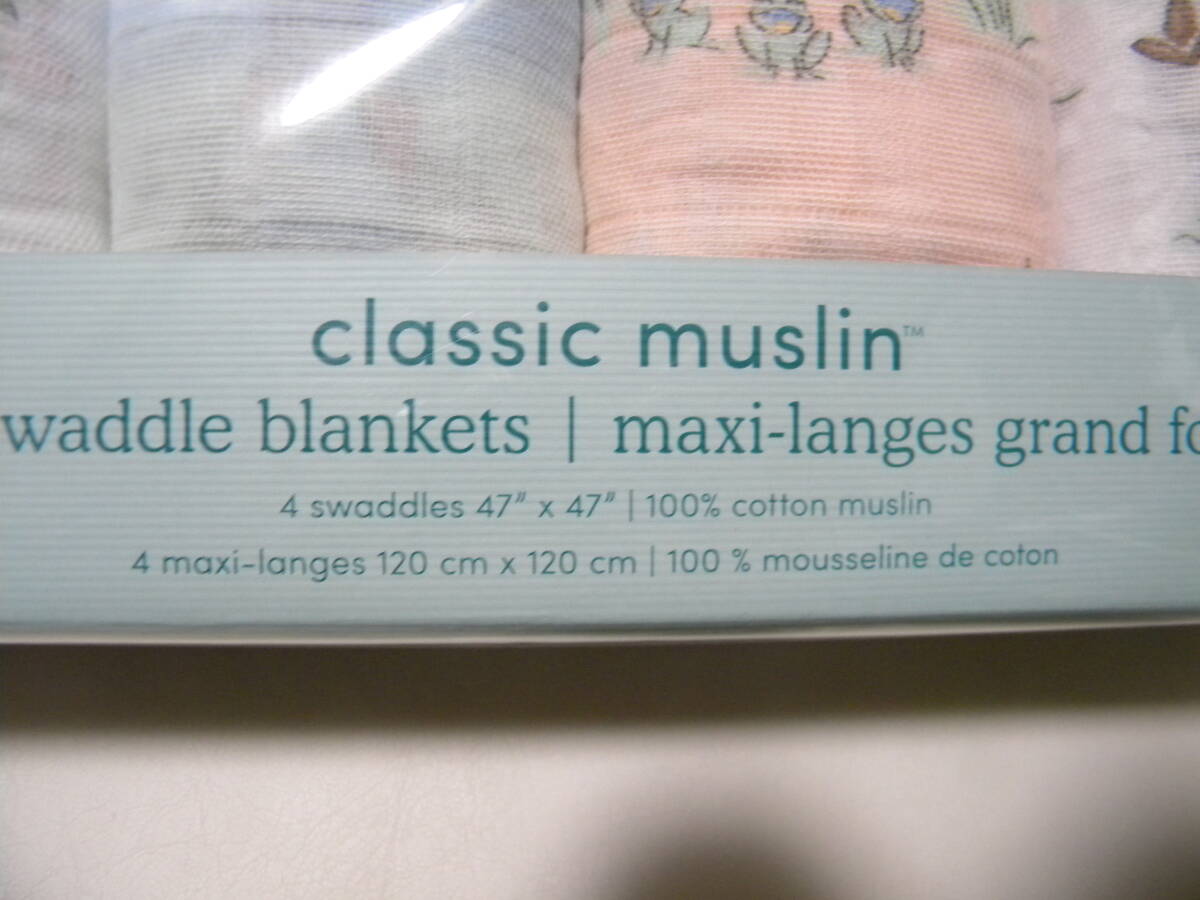 classic muslin™
waddle blankets | maxi-langes grand fo
4 swaddles 47" x 47" | 100% cotton muslin
4 maxi-langes 120 cm x 120 cm | 100 % mousseline de coton